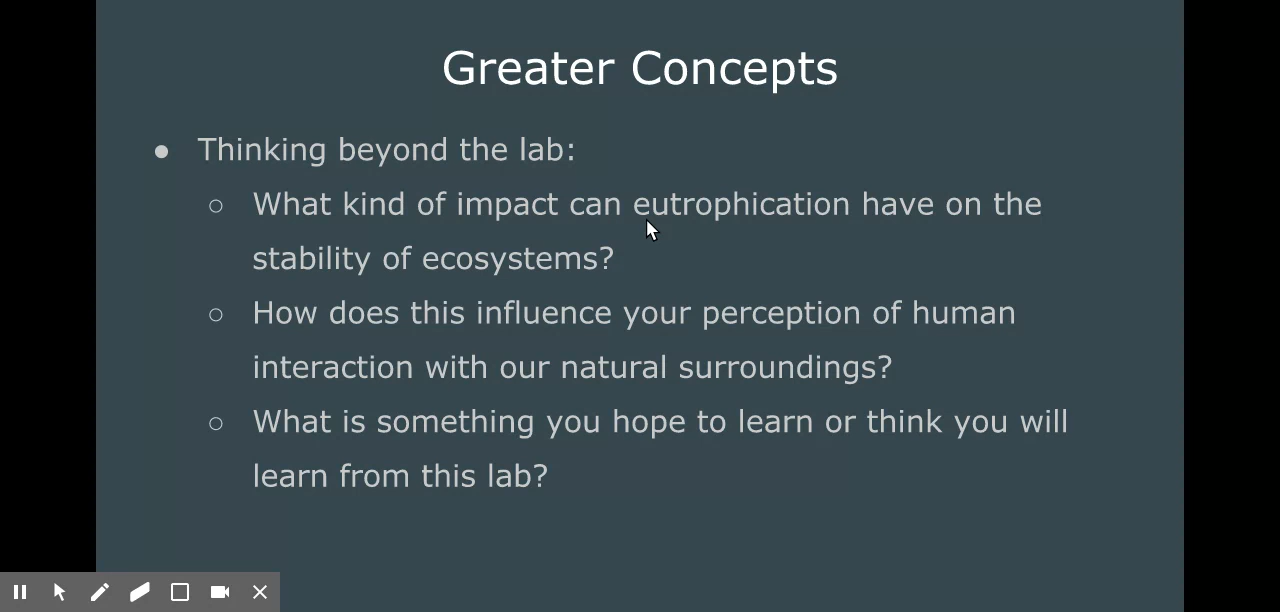 Greater Concepts
● Thinking beyond the lab:
○ What kind of impact can eutrophication have on the
stability of ecosystems?
○ How does this influence your perception of human
interaction with our natural surroundings?
○ What is something you hope to learn or think you will
learn from this lab?